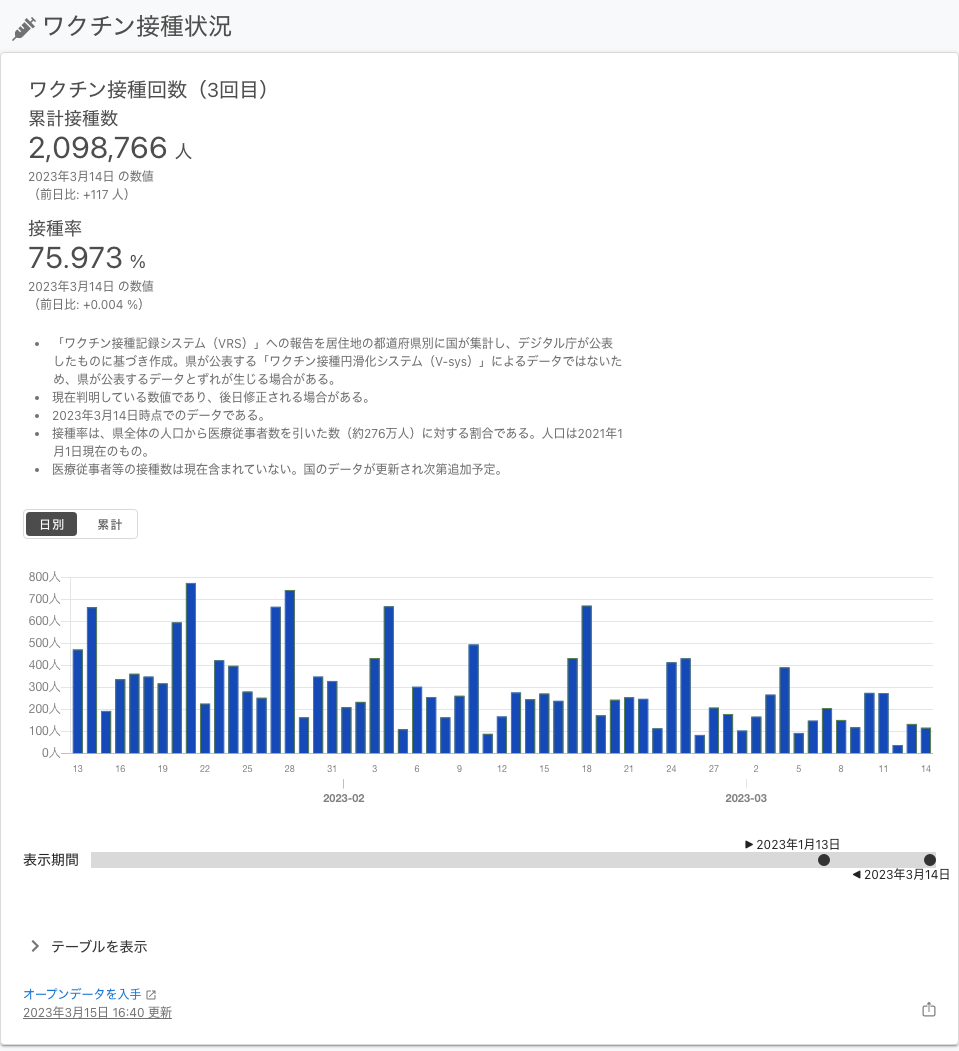 ワクチン接種状況
ワクチン接種回数（3回目）
累計接種数
2,098,766 人
2023年3月14日 の数値
（前日比: +117 人）
接種率
75.973 %
2023年3月14日 の数値
（前日比: +0.004 %）
• 「ワクチン接種記録システム（VRS）」への報告を居住地の都道府県別に国が集計し、デジタル庁が公表
したものに基づき作成。県が公表する「ワクチン接種円滑化システム（V-sys）」によるデータではないた
め、県が公表するデータとずれが生じる場合がある。
• 現在判明している数値であり、後日修正される場合がある。
• 2023年3月14日時点でのデータである。
• 接種率は、県全体の人口から医療従事者数を引いた数（約276万人）に対する割合である。人口は2021年1
月1日現在のもの。
• 医療従事者等の接種数は現在含まれていない。国のデータが更新され次第追加予定。
日別 累計
800人
700人
600人
500人
400人
300人
200人
100人
0人
13 16 19 22 25 28 31 3 6 9 12 15 18 21 24 27 2 5 8 11 14
2023-02 2023-03
▶ 2023年1月13日
表示期間
◀ 2023年3月14日
テーブルを表示
オープンデータを入手
2023年3月15日 16:40 更新